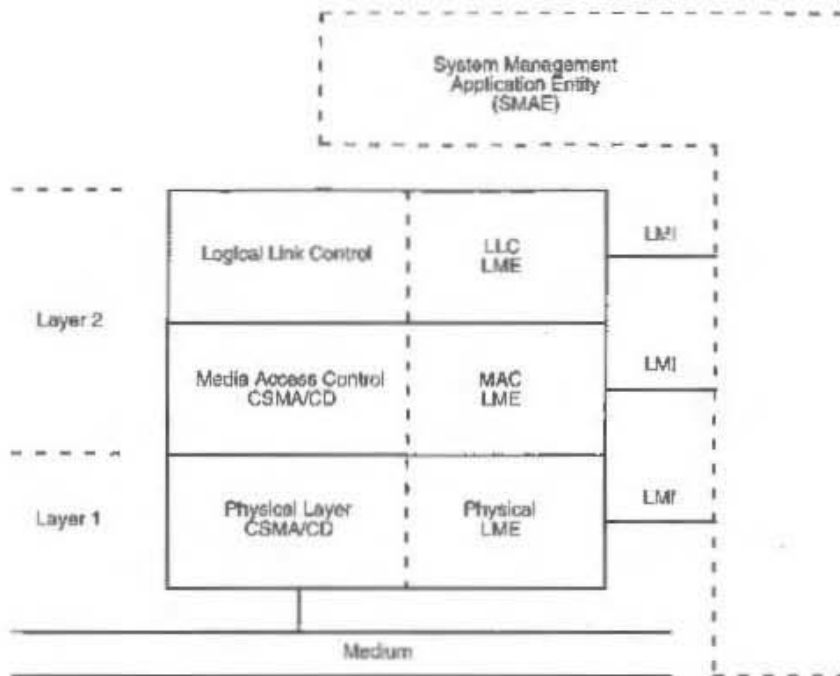 System Management
Application Entity
(SMAE)
Logical Link Control
LLC
LME
LMI
Layer 2
Media Access Control
CSMA/CD
MAC
LME
LMI
Layer 1
Physical Layer
CSMA/CD
Physical
LME
LMI
Medium